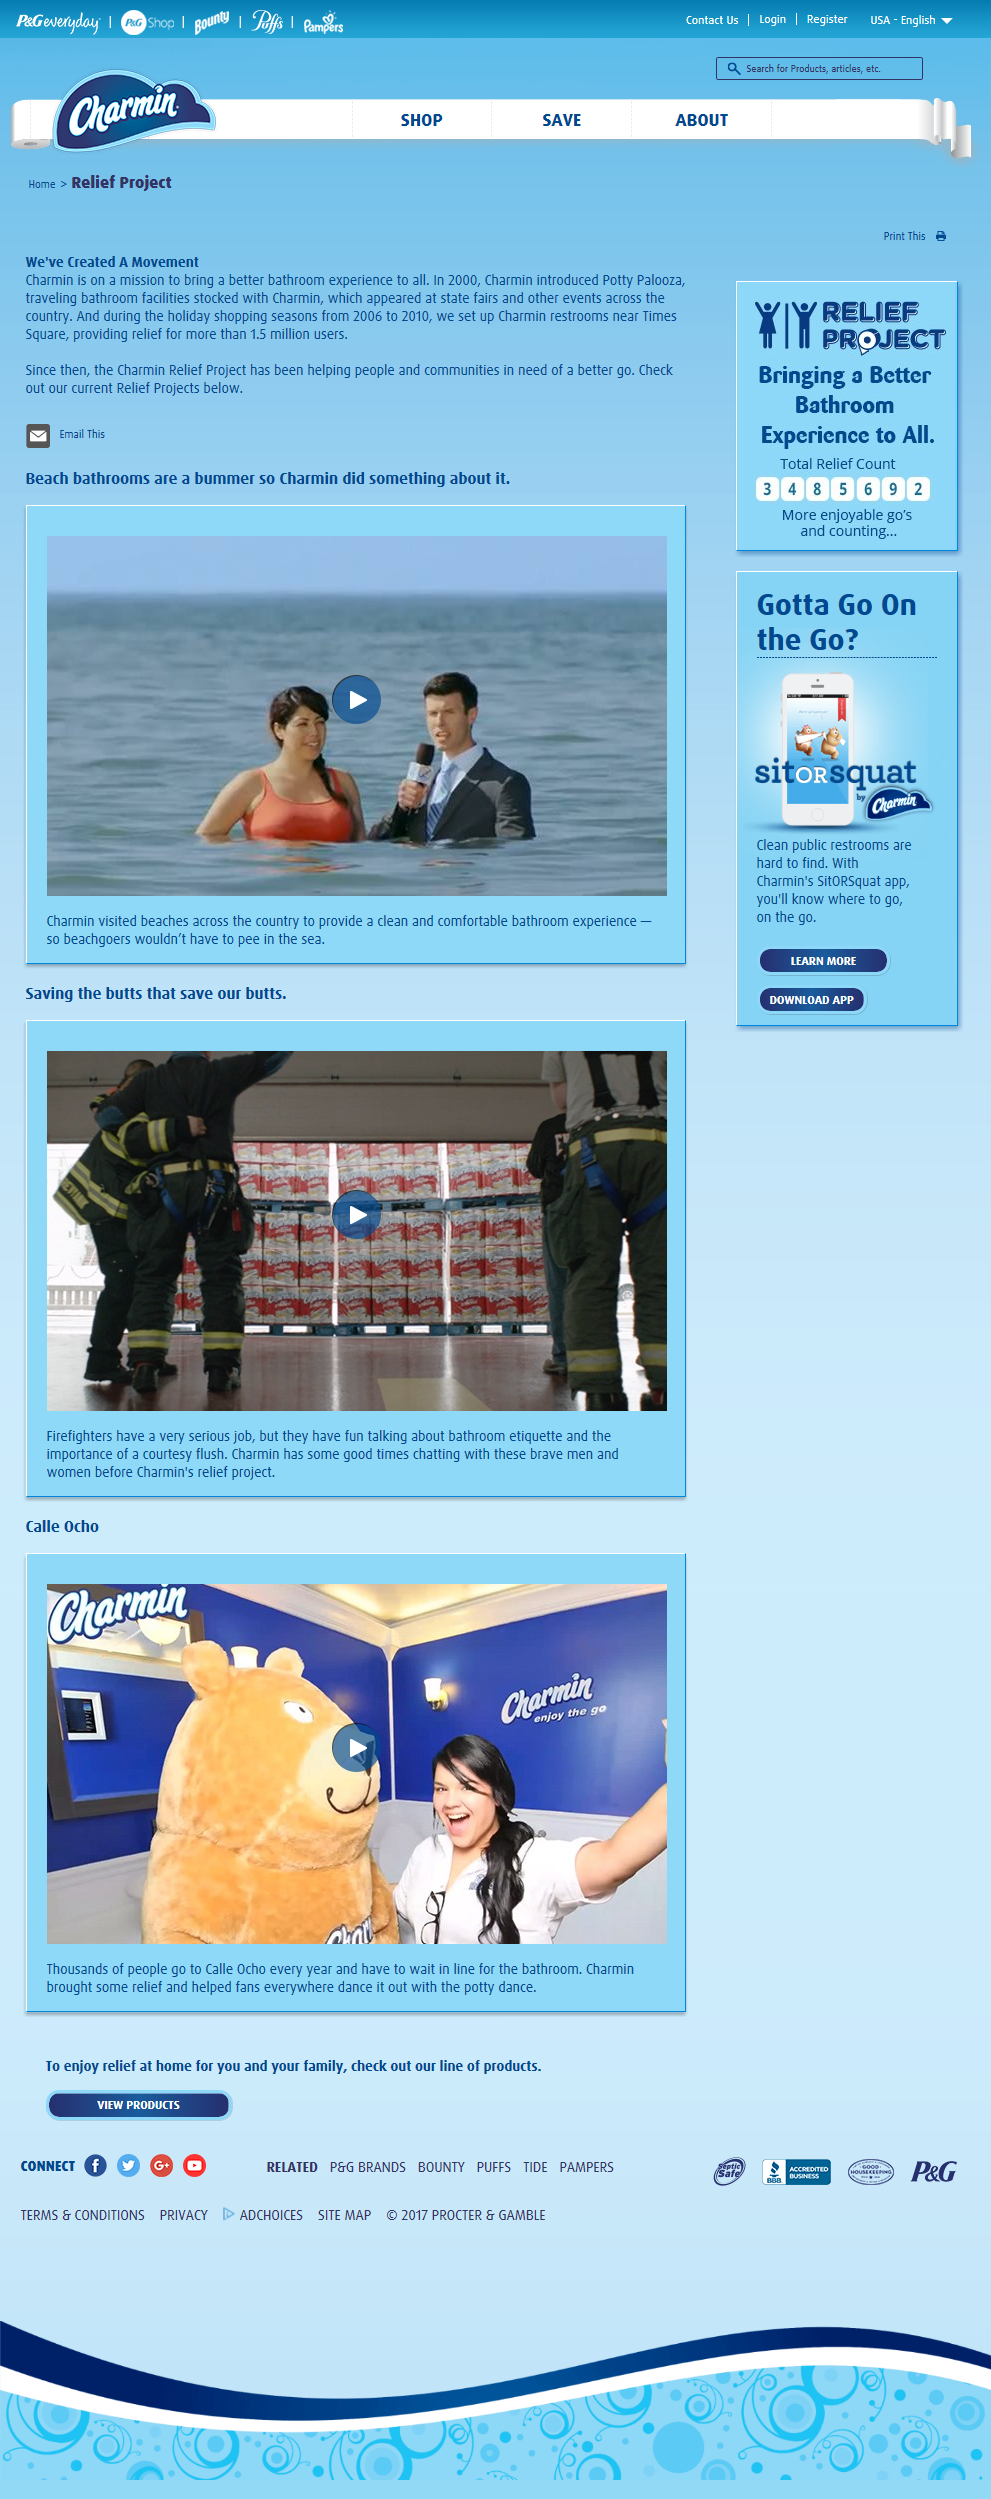 P&G everyday | P&G Shop | Bounty | Puffs | Pampers
Contact Us | Login | Register USA - English
Search for Products, articles, etc.
Charmin
SHOP SAVE ABOUT
Home > Relief Project
Print This
We've Created A Movement
Charmin is on a mission to bring a better bathroom experience to all. In 2000, Charmin introduced Potty Palooza,
traveling bathroom facilities stocked with Charmin, which appeared at state fairs and other events across the
country. And during the holiday shopping seasons from 2006 to 2010, we set up Charmin restrooms near Times
Square, providing relief for more than 1.5 million users.
Since then, the Charmin Relief Project has been helping people and communities in need of a better go. Check
out our current Relief Projects below.
Email This
Beach bathrooms are a bummer so Charmin did something about it.
Charmin visited beaches across the country to provide a clean and comfortable bathroom experience —
so beachgoers wouldn't have to pee in the sea.
Saving the butts that save our butts.
Firefighters have a very serious job, but they have fun talking about bathroom etiquette and the
importance of a courtesy flush. Charmin has some good times chatting with these brave men and
women before Charmin's relief project.
Calle Ocho
Charmin
Charmin
enjoy the go
Thousands of people go to Calle Ocho every year and have to wait in line for the bathroom. Charmin
brought some relief and helped fans everywhere dance it out with the potty dance.
RELIEF
PROJECT
Bringing a Better
Bathroom
Experience to All.
Total Relief Count
3 4 8 5 6 9 2
More enjoyable go's
and counting...
Gotta Go On
the Go?
sitORsquat
by Charmin
Clean public restrooms are
hard to find. With
Charmin's SitORSquat app,
you'll know where to go,
on the go.
LEARN MORE
DOWNLOAD APP
To enjoy relief at home for you and your family, check out our line of products.
VIEW PRODUCTS
CONNECT RELATED P&G BRANDS BOUNTY PUFFS TIDE PAMPERS
Septic Safe
BBB ACCREDITED BUSINESS
GOOD HOUSEKEEPING
P&G
TERMS & CONDITIONS PRIVACY ADCHOICES SITE MAP © 2017 PROCTER & GAMBLE